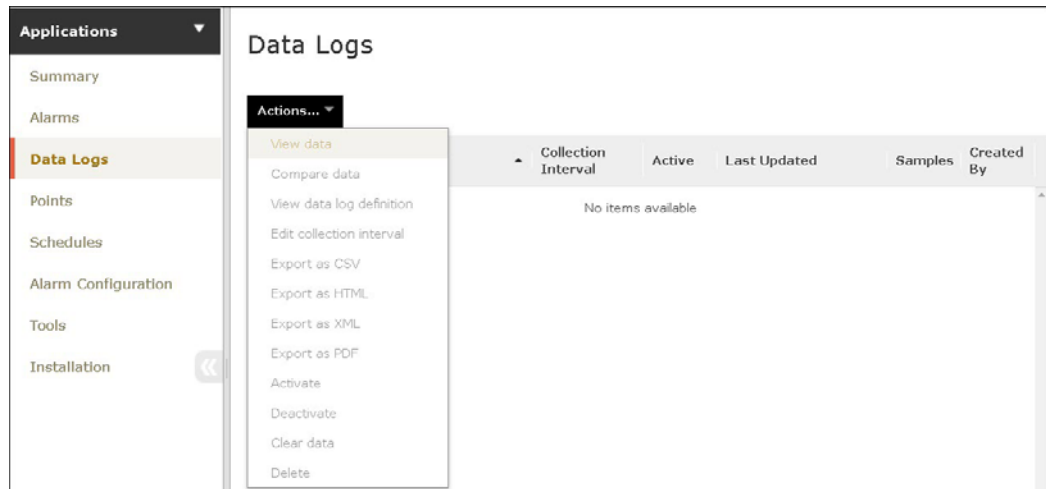 Applications
Summary
Alarms
Data Logs
Points
Schedules
Alarm Configuration
Tools
Installation
Data Logs
Actions...
View data
Compare data
View data log definition
Edit collection interval
Export as CSV
Export as HTML
Export as XML
Export as PDF
Activate
Deactivate
Clear data
Delete
Collection
Interval
Active
Last Updated
Samples
Created
By
No items available